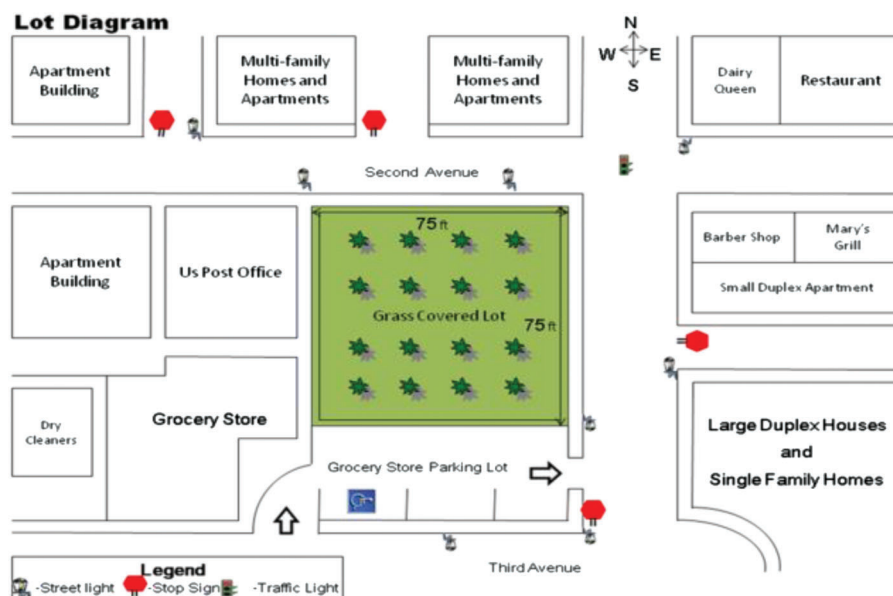 Lot Diagram
N
W E
S
Apartment
Building
Multi-family
Homes and
Apartments
Multi-family
Homes and
Apartments
Dairy
Queen
Restaurant
Second Avenue
Apartment
Building
Us Post Office
75 ft
Grass Covered Lot
75 ft
Barber Shop
Mary's
Grill
Small Duplex Apartment
Dry
Cleaners
Grocery Store
Grocery Store Parking Lot
Large Duplex Houses
and
Single Family Homes
Third Avenue
Legend
-Street light -Stop Sign -Traffic Light